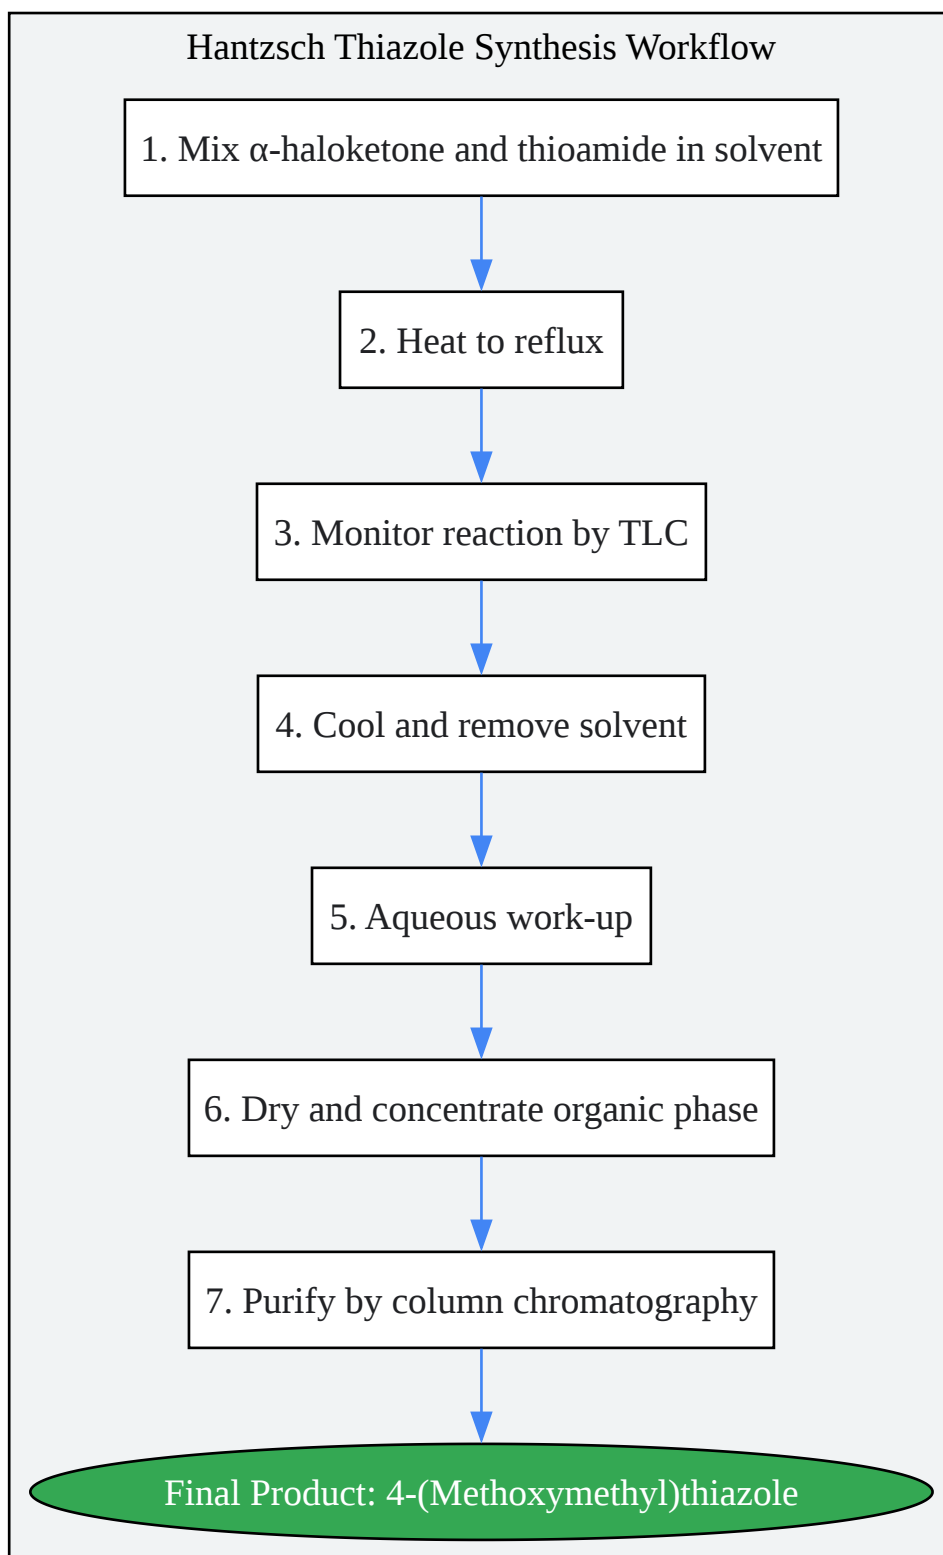 Hantzsch Thiazole Synthesis Workflow
1. Mix α-haloketone and thioamide in solvent
2. Heat to reflux
3. Monitor reaction by TLC
4. Cool and remove solvent
5. Aqueous work-up
6. Dry and concentrate organic phase
7. Purify by column chromatography
Final Product: 4-(Methoxymethyl)thiazole